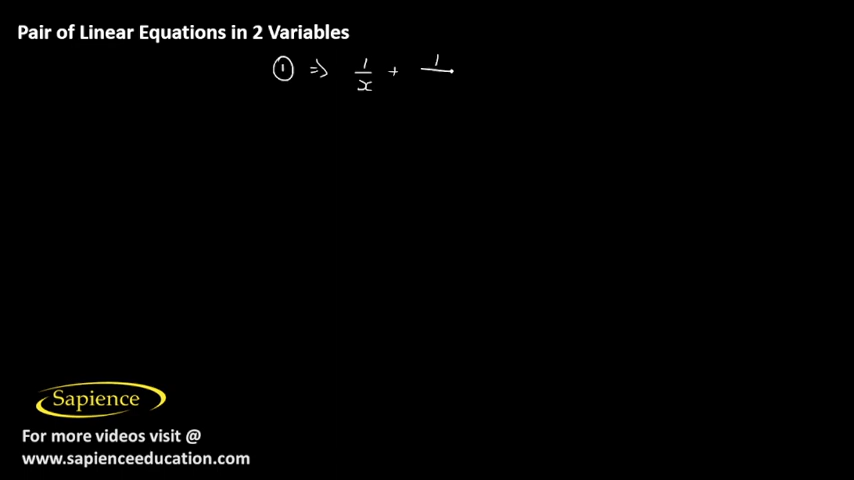 Pair of Linear Equations in 2 Variables
① ⇒ 1/x + 1/
Sapience
For more videos visit @
www.sapienceeducation.com